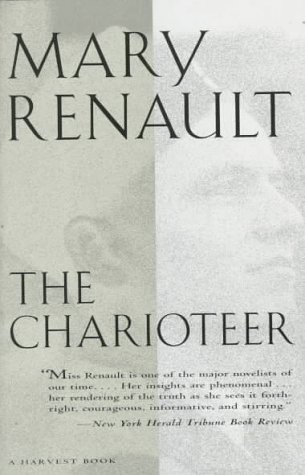 MARY
RENAULT
THE
CHARIOTEER
"Miss Renault is one of the major novelists of
our time. . . . Her insights are phenomenal . . . .
her rendering of the truth as she sees it forth-
right, courageous, informative, and stirring."
—New York Herald Tribune Book Review
A HARVEST BOOK